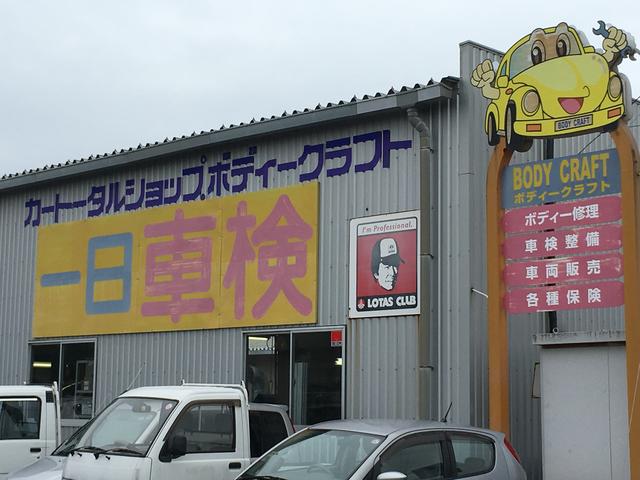 カートータルショップボディークラフト
一日車検
I'm Professional.
LOTAS CLUB
BODY CRAFT
BODY CRAFT
ボディークラフト
ボディー修理
車検整備
車両販売
各種保険